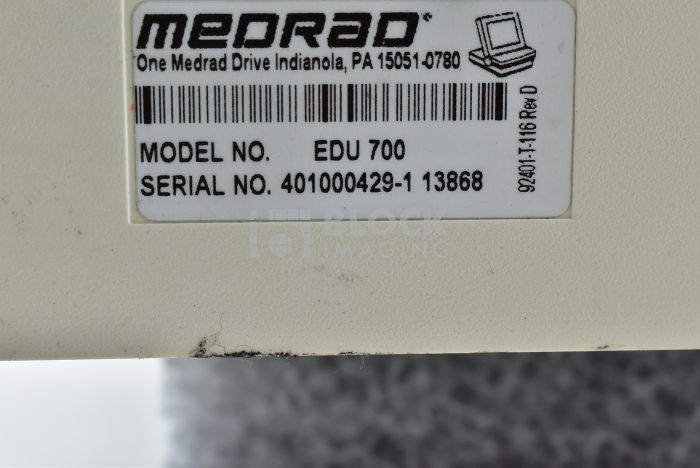 MEDRAD®
One Medrad Drive Indianola, PA 15051-0780
MODEL NO. EDU 700
SERIAL NO. 401000429-1 13868
92401-T-116 Rev D
BLOCK
IMAGING